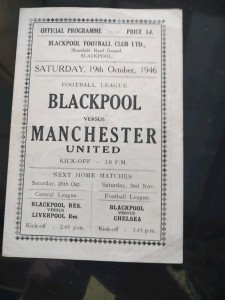 OFFICIAL PROGRAMME PRICE 1d.
BLACKPOOL FOOTBALL CLUB LTD.,
Bloomfield Road Ground
BLACKPOOL.
SATURDAY, 19th October, 1946
FOOTBALL LEAGUE
BLACKPOOL
VERSUS
MANCHESTER
UNITED
KICK-OFF - 3.0 P.M.
NEXT HOME MATCHES
Saturday, 26th Oct. Saturday, 2nd Nov.
Central League Football League.
BLACKPOOL RES. BLACKPOOL
VERSUS VERSUS
LIVERPOOL Res. CHELSEA
Kick-off : 2.45 p.m. Kick-off : 2.45 p.m.